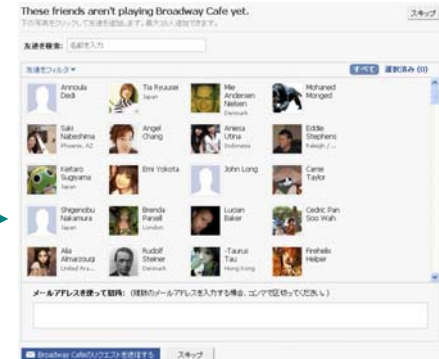 These friends aren't playing Broadway Cafe yet.
スキップ
下の写真をクリックして友達を追加します。最大50人追加できます。
友達を検索: 名前を入力
友達をフィルタ▼ すべて 選択済み (0)
Annoula Dedi
Tia Ryuusei
Japan
Mie Andersen Nielsen
Denmark
Mohaned Monged
Saki Nabeshima
Phoenix, AZ
Angel Chang
Aniesa Utina
Indonesia
Eddie Stephens
Raleigh / ...
Kietaro Sugiyama
Japan
Emi Yokota
John Long
Carrie Taylor
Shigenobu Nakamura
Japan
Brenda Parsell
London
Lucian Baker
Cedric Pan Soo Wah
Alia Almarzouqi
United Ara...
Rudolf Steiner
Denmark
-Taurus Tau
Hong Kong
Firehelix Helper
メールアドレスを使って招待: (複数のメールアドレスを入力する場合、コンマで区切ってください。)
Broadway Cafeのリクエストを送信する スキップ